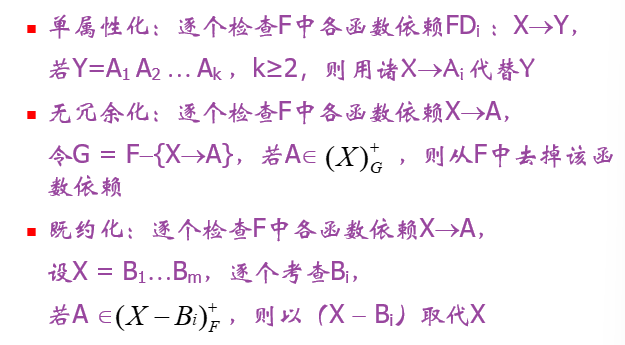 单属性化：逐个检查F中各函数依赖FDi：X→Y，
若Y=A1 A2 … Ak，k≥2，则用诸X→Ai代替Y
无冗余化：逐个检查F中各函数依赖X→A，
令G = F–{X→A}，若A∈ (X)G+ ，则从F中去掉该函
数依赖
既约化：逐个检查F中各函数依赖X→A，
设X = B1…Bm，逐个考查Bi，
若A ∈(X – Bi)F+ ，则以（X – Bi）取代X